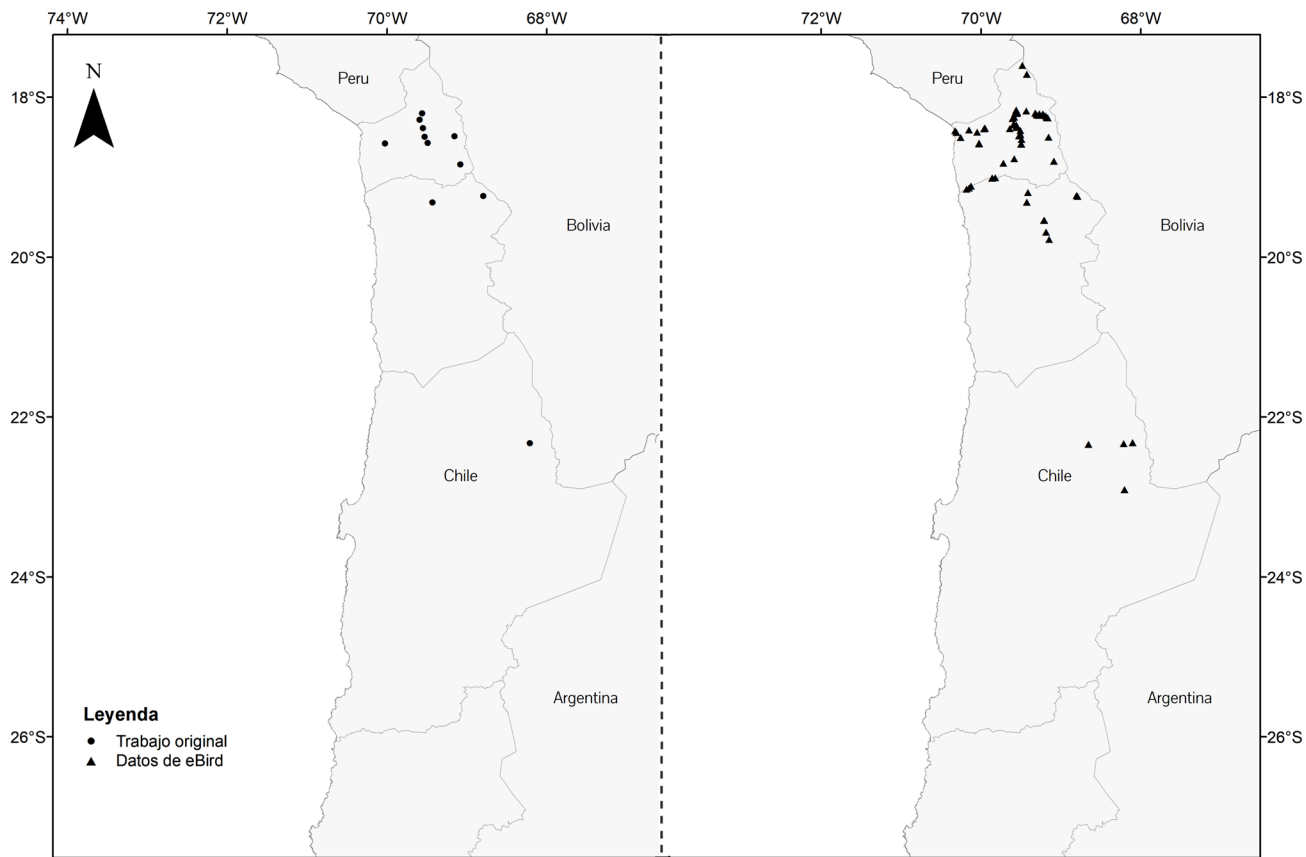 74°W 72°W 70°W 68°W 72°W 70°W 68°W
N
Peru
Peru
18°S
18°S
Bolivia
Bolivia
20°S
20°S
22°S
22°S
Chile
Chile
24°S
24°S
Argentina
Argentina
Leyenda
Trabajo original
Datos de eBird
26°S
26°S